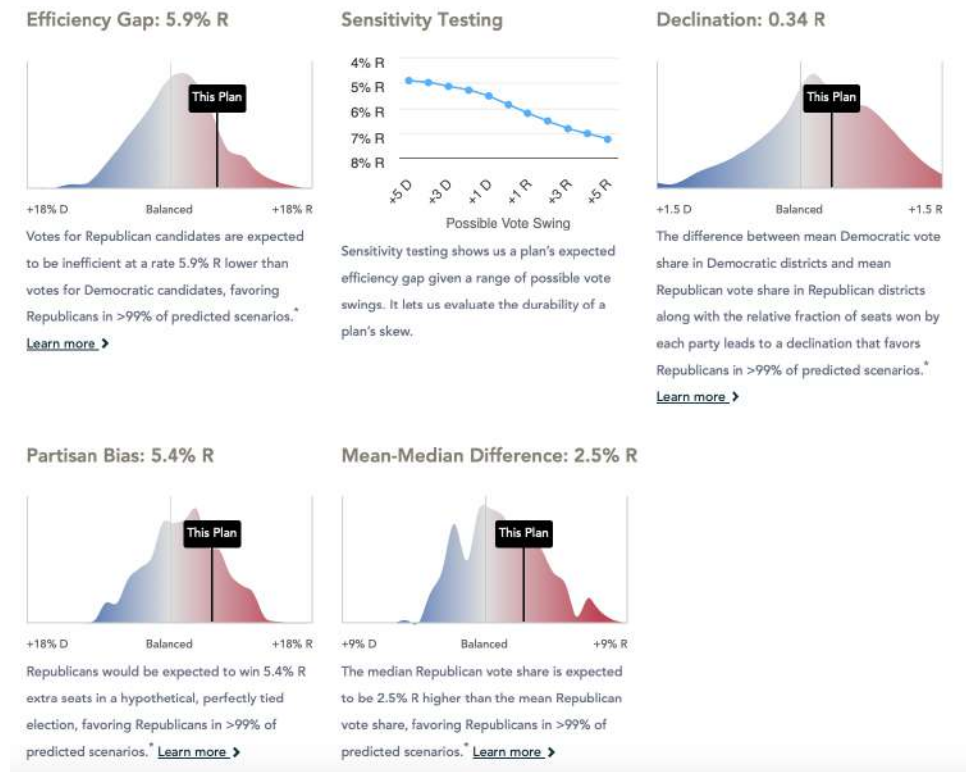 Efficiency Gap: 5.9% R
This Plan
+18% D Balanced +18% R
Votes for Republican candidates are expected
to be inefficient at a rate 5.9% R lower than
votes for Democratic candidates, favoring
Republicans in >99% of predicted scenarios.*
Learn more >
Sensitivity Testing
4% R
5% R
6% R
7% R
8% R
+5 D +3 D +1 D +1 R +3 R +5 R
Possible Vote Swing
Sensitivity testing shows us a plan's expected
efficiency gap given a range of possible vote
swings. It lets us evaluate the durability of a
plan's skew.
Declination: 0.34 R
This Plan
+1.5 D Balanced +1.5 R
The difference between mean Democratic vote
share in Democratic districts and mean
Republican vote share in Republican districts
along with the relative fraction of seats won by
each party leads to a declination that favors
Republicans in >99% of predicted scenarios.*
Learn more >
Partisan Bias: 5.4% R
This Plan
+18% D Balanced +18% R
Republicans would be expected to win 5.4% R
extra seats in a hypothetical, perfectly tied
election, favoring Republicans in >99% of
predicted scenarios.* Learn more >
Mean-Median Difference: 2.5% R
This Plan
+9% D Balanced +9% R
The median Republican vote share is expected
to be 2.5% R higher than the mean Republican
vote share, favoring Republicans in >99% of
predicted scenarios.* Learn more >